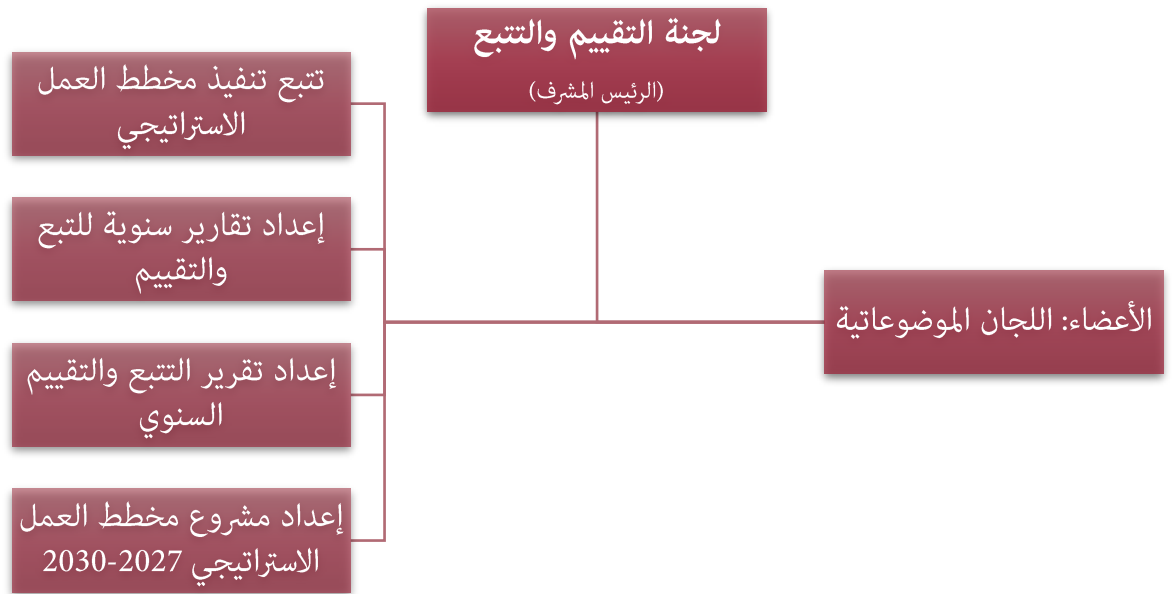 لجنة التقييم والتتبع
(الرئيس المشرف)
الأعضاء: اللجان الموضوعاتية
تتبع تنفيذ مخطط العمل
الاستراتيجي
إعداد تقارير سنوية للتبع
والتقييم
إعداد تقرير التتبع والتقييم
السنوي
إعداد مشروع مخطط العمل
الاستراتيجي 2027-2030